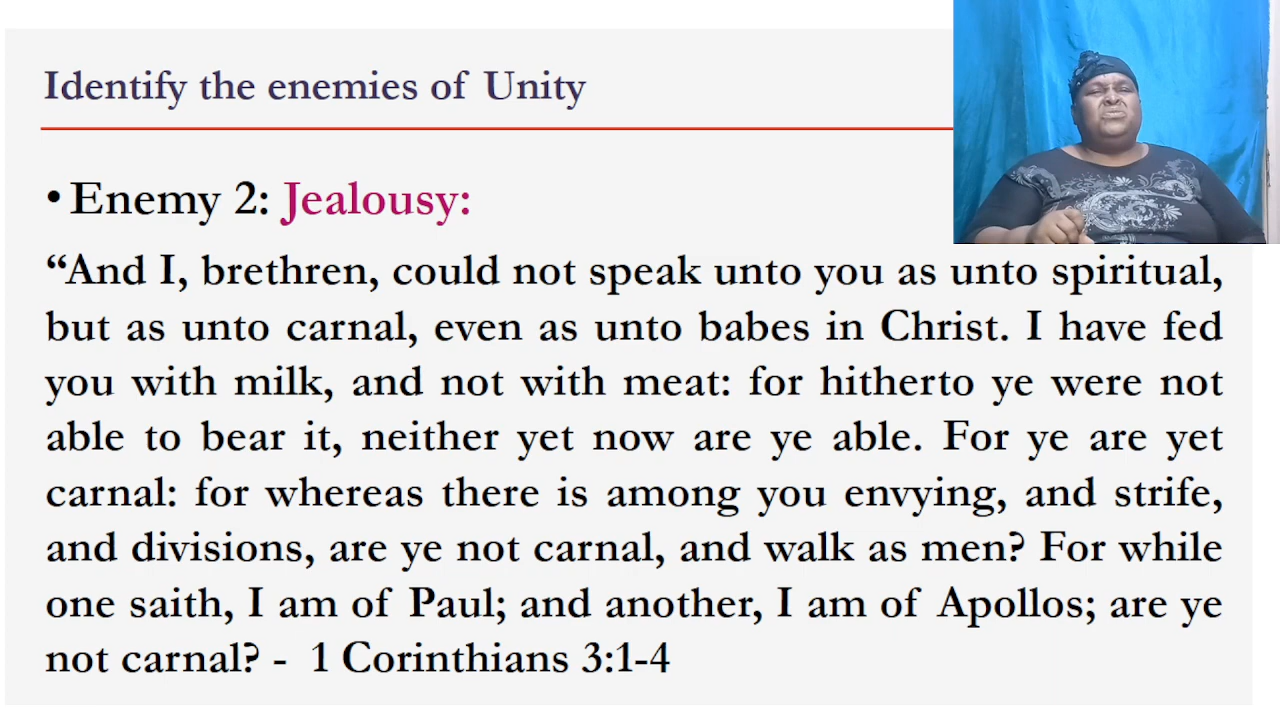 Identify the enemies of Unity
• Enemy 2: Jealousy:
“And I, brethren, could not speak unto you as unto spiritual,
but as unto carnal, even as unto babes in Christ. I have fed
you with milk, and not with meat: for hitherto ye were not
able to bear it, neither yet now are ye able. For ye are yet
carnal: for whereas there is among you envying, and strife,
and divisions, are ye not carnal, and walk as men? For while
one saith, I am of Paul; and another, I am of Apollos; are ye
not carnal? - 1 Corinthians 3:1-4